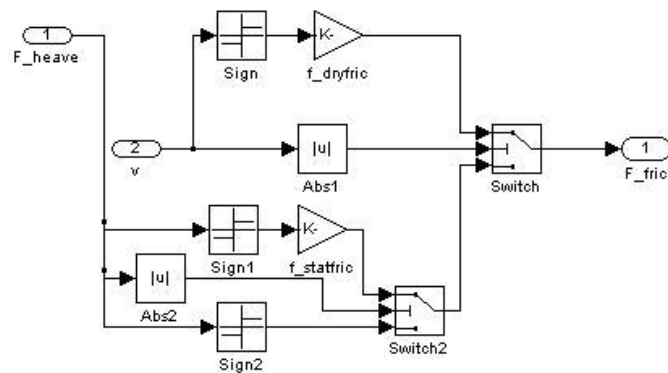 1
F_heave
Sign
K-
f_dryfric
2
v
|u|
Abs1
Switch
1
F_fric
Sign1
K-
f_statfric
|u|
Abs2
Sign2
Switch2